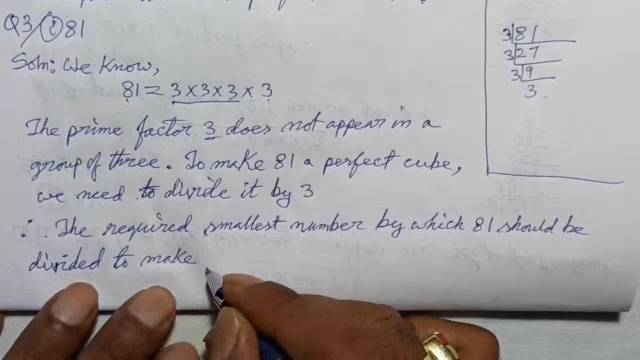 Q3 (i) 81
Soln: We Know,
81 = 3 × 3 × 3 × 3
The prime factor 3 does not appear in a
group of three. To make 81 a perfect cube,
we need to divide it by 3
∴ The required smallest number by which 81 should be
divided to make
3 81
3 27
3 9
3